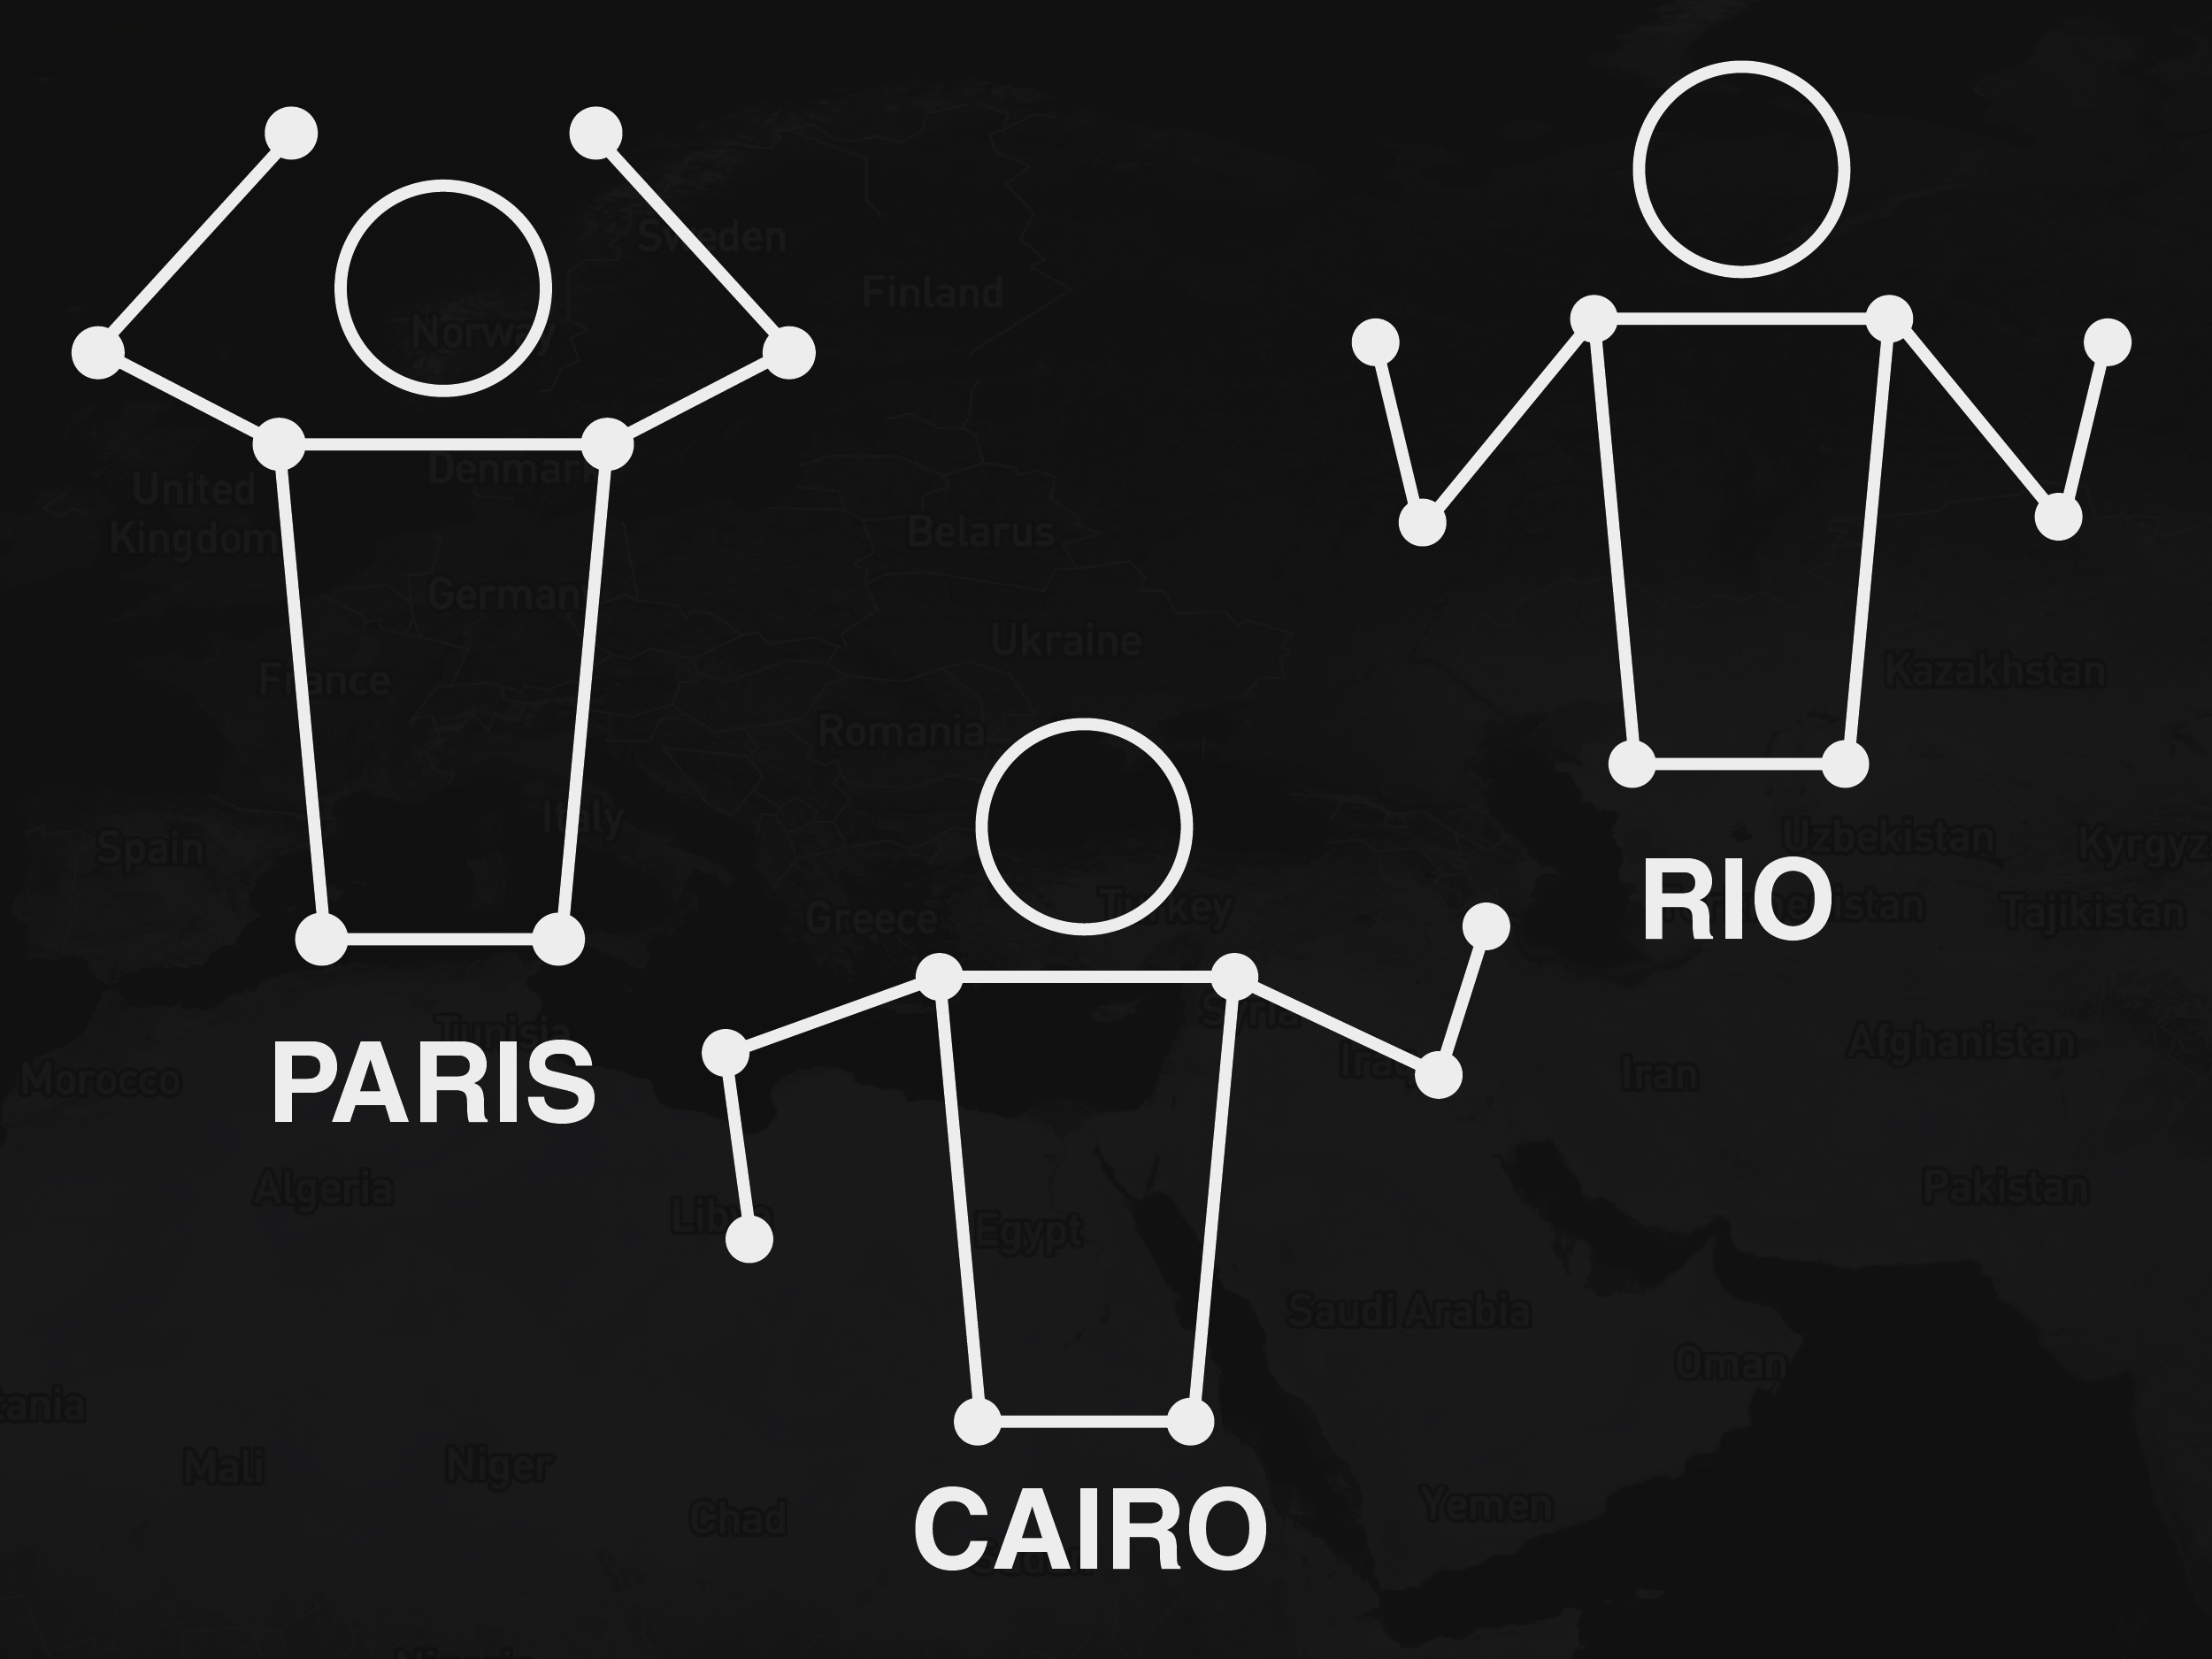 Sweden
Finland
Norway
Denmark
United
Kingdom
Belarus
Germany
Ukraine
France
Kazakhstan
Romania
Italy
Spain
Uzbekistan
Kyrgyz
Greece
Turkey
RIO
Tajikistan
Tunisia
Syria
PARIS
Morocco
Iraq
Iran
Afghanistan
Algeria
Pakistan
Libya
Egypt
Saudi Arabia
Oman
tania
Mali
Niger
Chad
Yemen
CAIRO